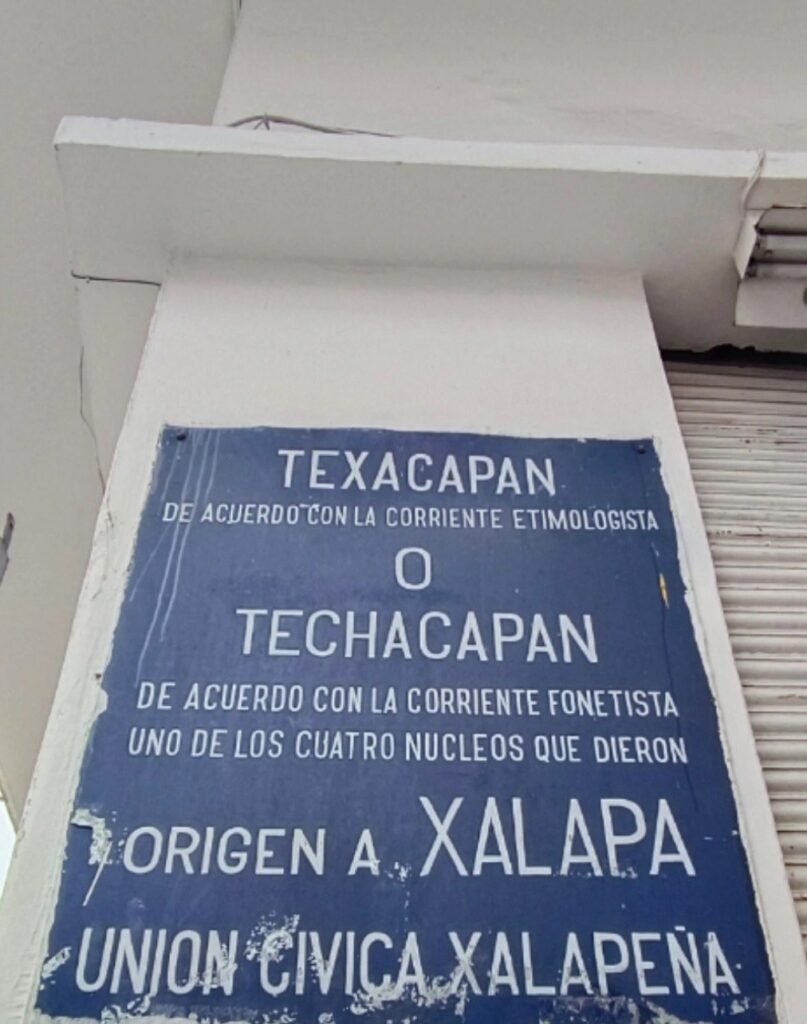 TEXACAPAN
DE ACUERDO CON LA CORRIENTE ETIMOLOGISTA
O
TECHACAPAN
DE ACUERDO CON LA CORRIENTE FONETISTA
UNO DE LOS CUATRO NUCLEOS QUE DIERON
ORIGEN A XALAPA
UNION CIVICA XALAPEÑA